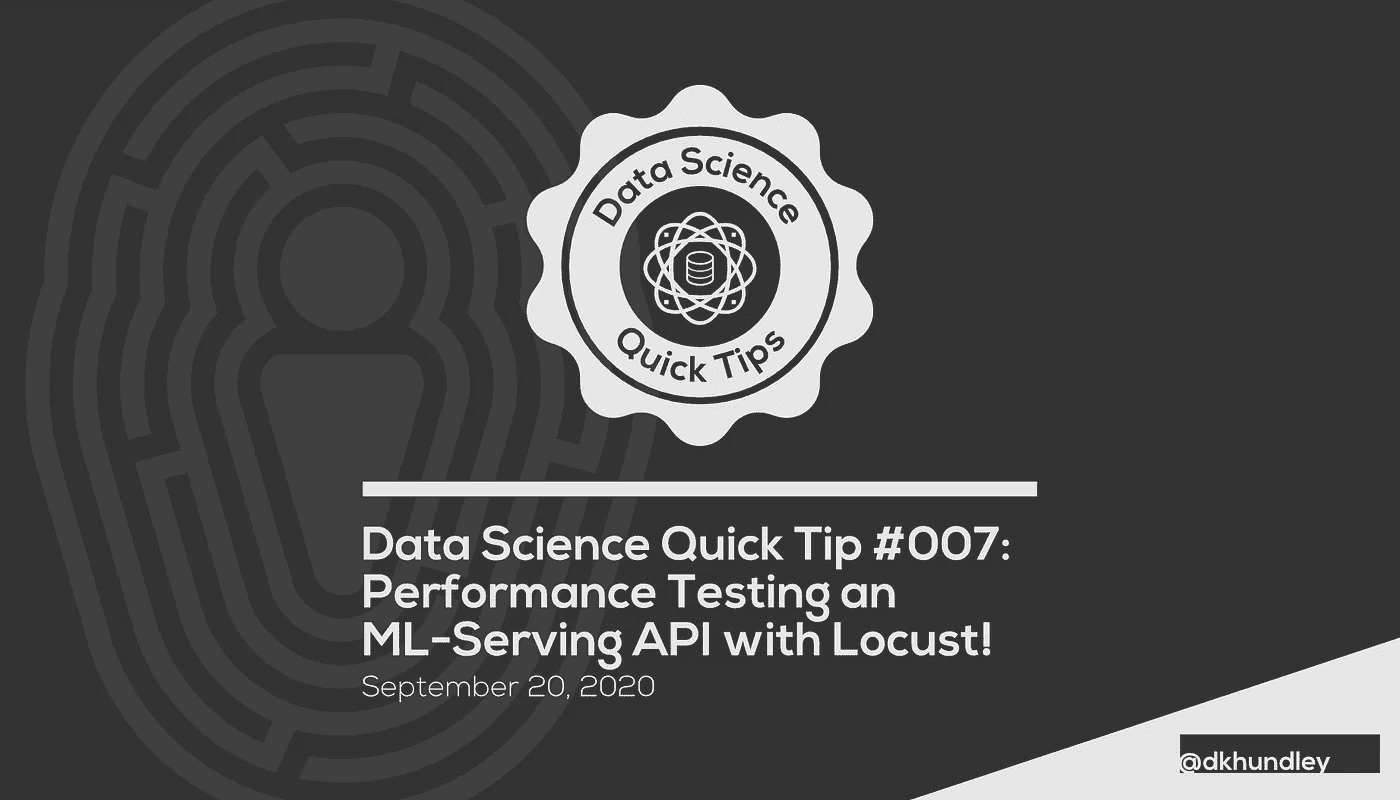 Data Science
Quick Tips
Data Science Quick Tip #007:
Performance Testing an
ML-Serving API with Locust!
September 20, 2020
@dkhundley